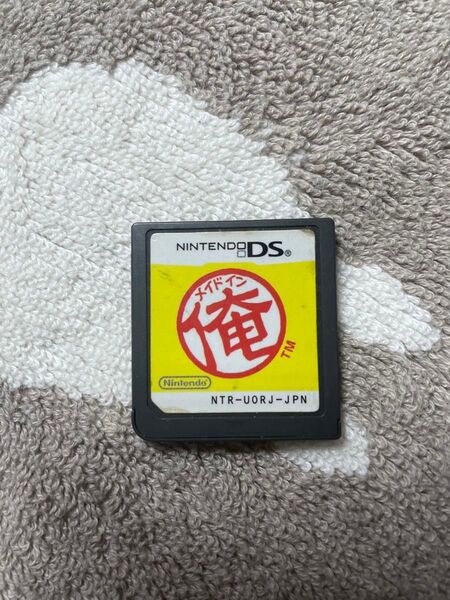 NINTENDO DS®
メイドイン
俺
TM
Nintendo
NTR-UORJ-JPN